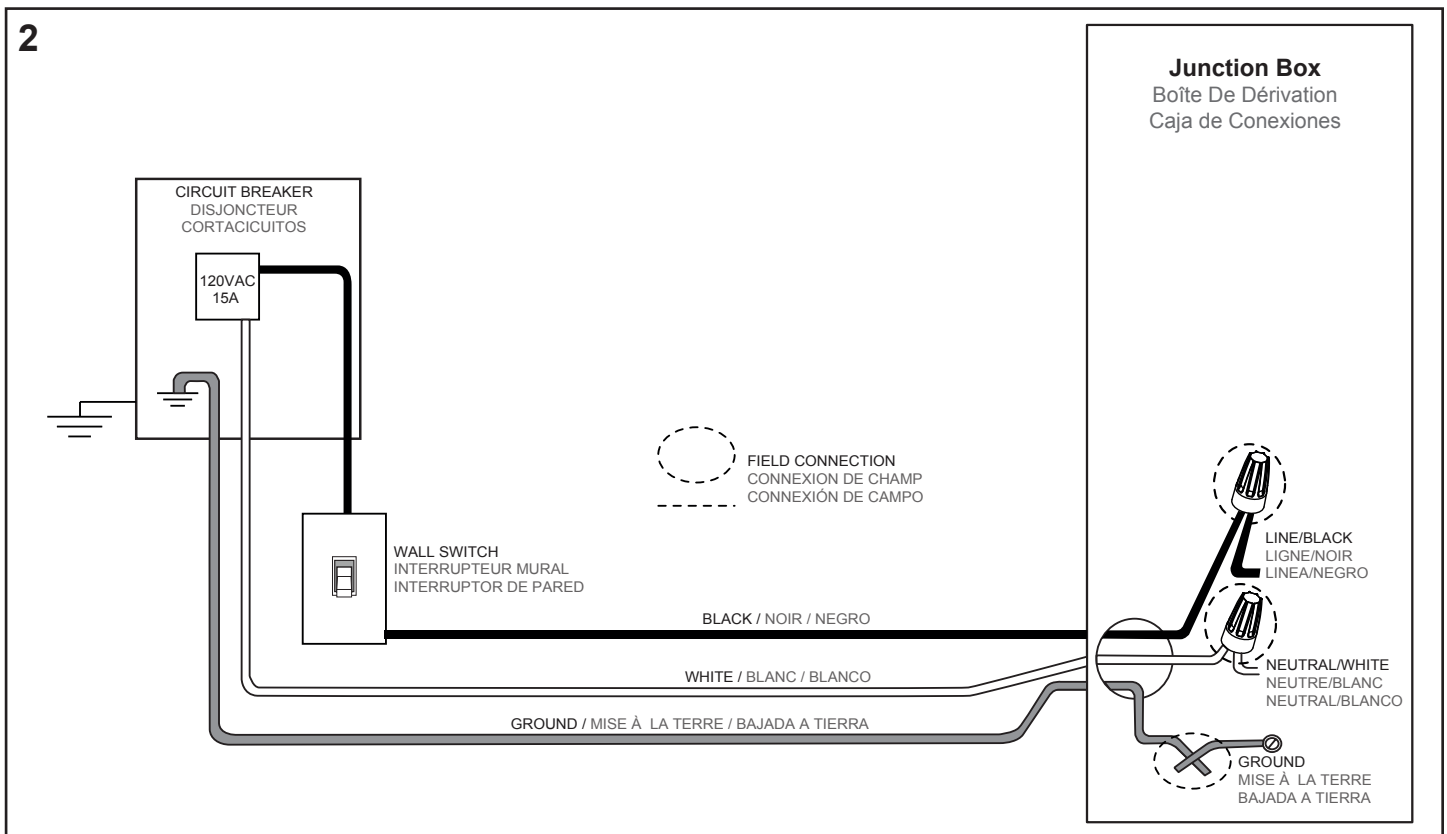 2
Junction Box
Boîte De Dérivation
Caja de Conexiones
CIRCUIT BREAKER
DISJONCTEUR
CORTACICUITOS
120VAC
15A
FIELD CONNECTION
CONNEXION DE CHAMP
CONNEXIÓN DE CAMPO
WALL SWITCH
INTERRUPTEUR MURAL
INTERRUPTOR DE PARED
LINE/BLACK
LIGNE/NOIR
LINEA/NEGRO
BLACK / NOIR / NEGRO
WHITE / BLANC / BLANCO
NEUTRAL/WHITE
NEUTRE/BLANC
NEUTRAL/BLANCO
GROUND / MISE À LA TERRE / BAJADA A TIERRA
GROUND
MISE À LA TERRE
BAJADA A TIERRA